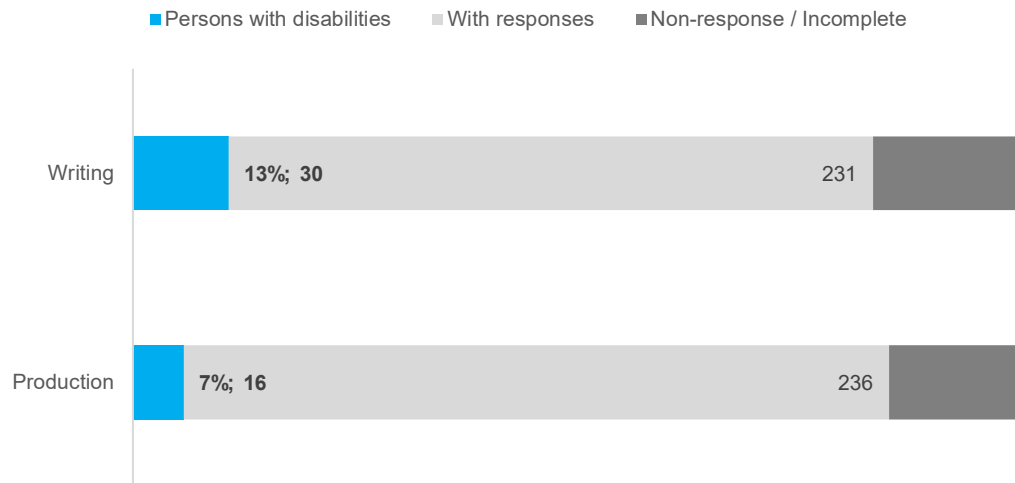 Persons with disabilities With responses Non-response / Incomplete
Writing 13%; 30 231
Production 7%; 16 236